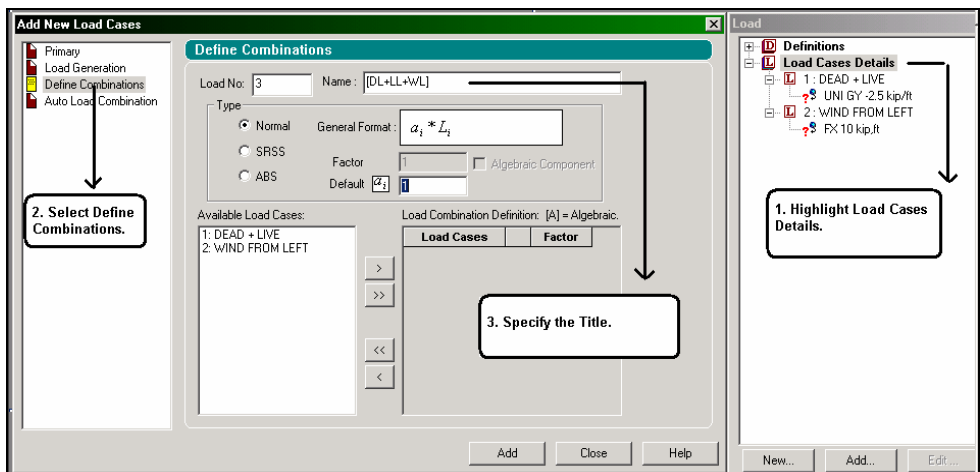 Add New Load Cases
Primary
Load Generation
Define Combinations
Auto Load Combination
2. Select Define
Combinations.
Define Combinations
Load No: 3
Name : [DL+LL+WL]
Type
Normal
SRSS
ABS
General Format :
a i * L i
Factor 1
Algebraic Component
Default a i 1
Available Load Cases:
1: DEAD + LIVE
2: WIND FROM LEFT
>
>>
<<
<
Load Combination Definition: [A] = Algebraic.
Load Cases Factor
3. Specify the Title.
Add Close Help
Load
Definitions
Load Cases Details
1 : DEAD + LIVE
UNI GY -2.5 kip/ft
2 : WIND FROM LEFT
FX 10 kip,ft
1. Highlight Load Cases
Details.
New... Add... Edit...